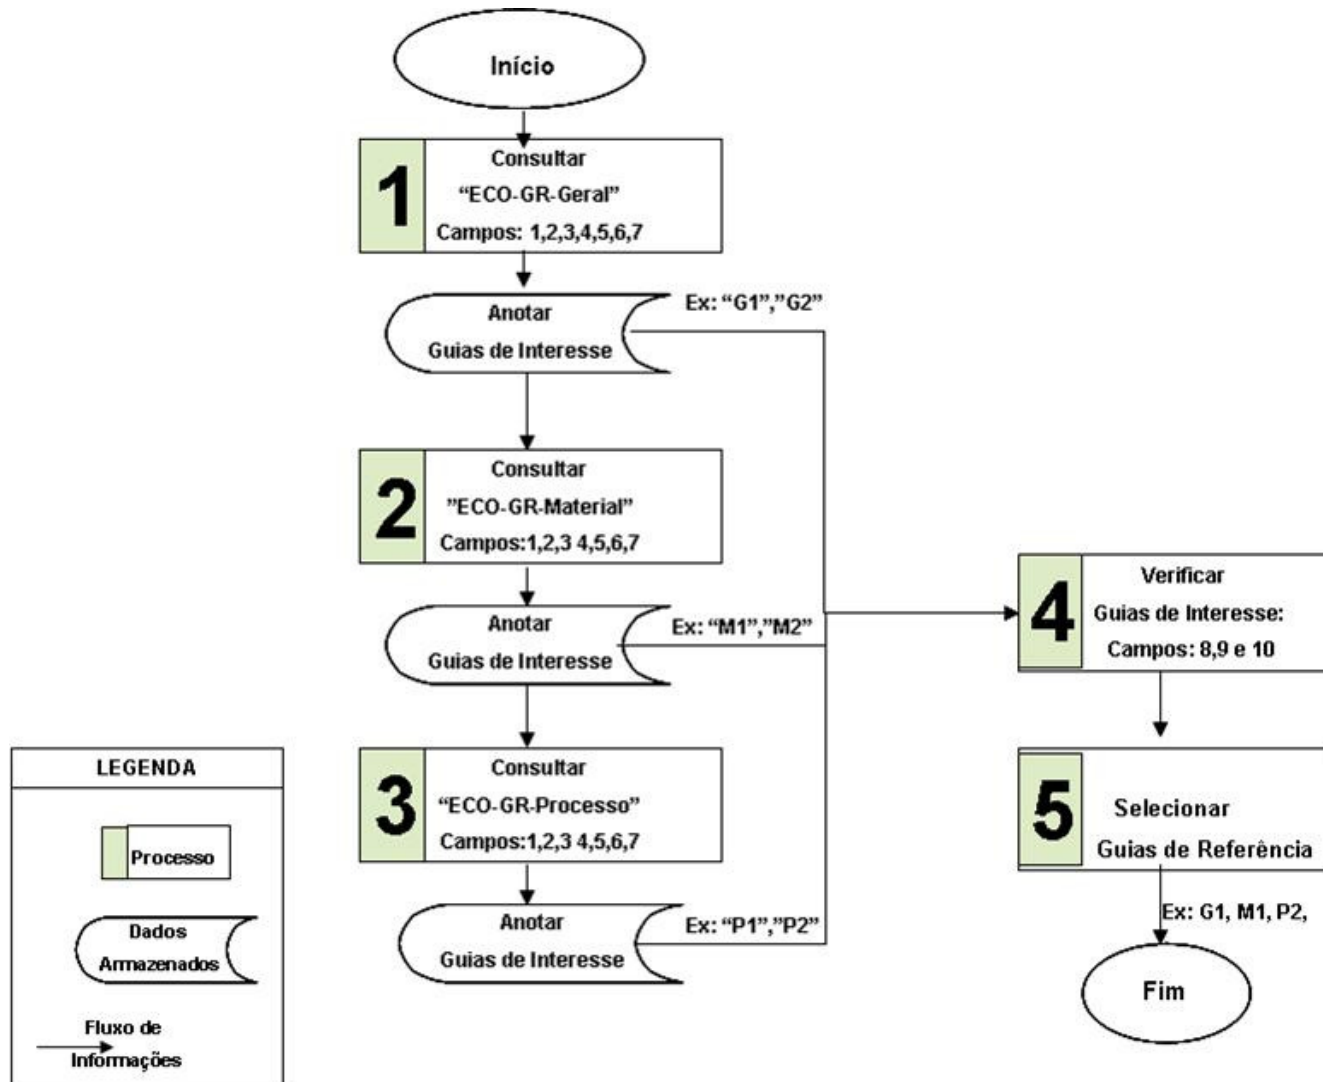 Início
1
Consultar
“ECO-GR-Geral”
Campos: 1,2,3,4,5,6,7
Anotar
Guias de Interesse
Ex: “G1”,”G2”
2
Consultar
”ECO-GR-Material”
Campos:1,2,3 4,5,6,7
Anotar
Guias de Interesse
Ex: “M1”,”M2”
3
Consultar
“ECO-GR-Processo”
Campos:1,2,3 4,5,6,7
Anotar
Guias de Interesse
Ex: “P1”,”P2”
4
Verificar
Guias de Interesse:
Campos: 8,9 e 10
5
Selecionar
Guias de Referência
Ex: G1, M1, P2,
Fim
LEGENDA
Processo
Dados
Armazenados
Fluxo de
Informações